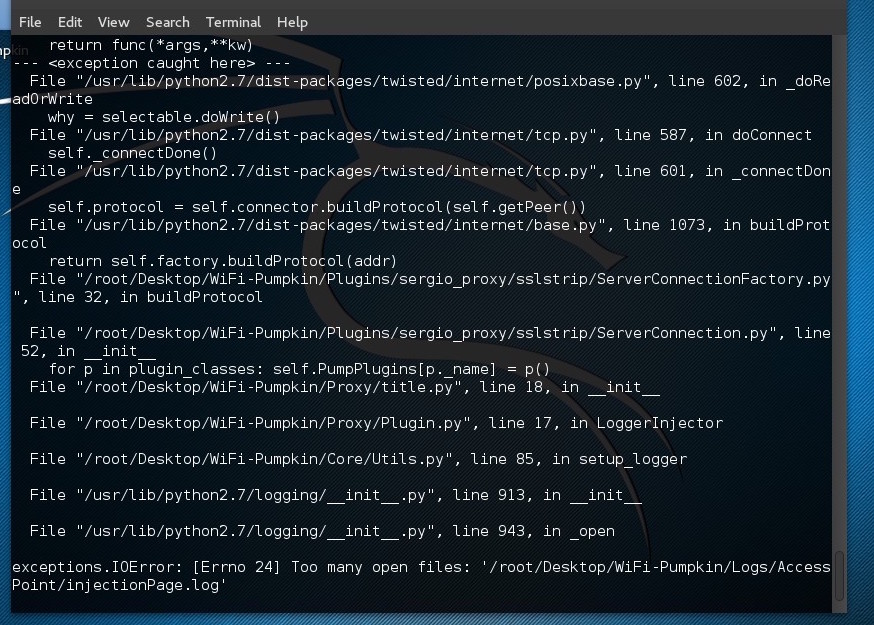 File Edit View Search Terminal Help
mpkin
return func(*args,**kw)
--- <exception caught here> ---
File "/usr/lib/python2.7/dist-packages/twisted/internet/posixbase.py", line 602, in _doRe
adOrWrite
why = selectable.doWrite()
File "/usr/lib/python2.7/dist-packages/twisted/internet/tcp.py", line 587, in doConnect
self._connectDone()
File "/usr/lib/python2.7/dist-packages/twisted/internet/tcp.py", line 601, in _connectDon
e
self.protocol = self.connector.buildProtocol(self.getPeer())
File "/usr/lib/python2.7/dist-packages/twisted/internet/base.py", line 1073, in buildProt
ocol
return self.factory.buildProtocol(addr)
File "/root/Desktop/WiFi-Pumpkin/Plugins/sergio_proxy/sslstrip/ServerConnectionFactory.py
", line 32, in buildProtocol
File "/root/Desktop/WiFi-Pumpkin/Plugins/sergio_proxy/sslstrip/ServerConnection.py", line
52, in __init__
for p in plugin_classes: self.PumpPlugins[p._name] = p()
File "/root/Desktop/WiFi-Pumpkin/Proxy/title.py", line 18, in __init__
File "/root/Desktop/WiFi-Pumpkin/Proxy/Plugin.py", line 17, in LoggerInjector
File "/root/Desktop/WiFi-Pumpkin/Core/Utils.py", line 85, in setup_logger
File "/usr/lib/python2.7/logging/__init__.py", line 913, in __init__
File "/usr/lib/python2.7/logging/__init__.py", line 943, in _open
exceptions.IOError: [Errno 24] Too many open files: '/root/Desktop/WiFi-Pumpkin/Logs/Access
Point/injectionPage.log'